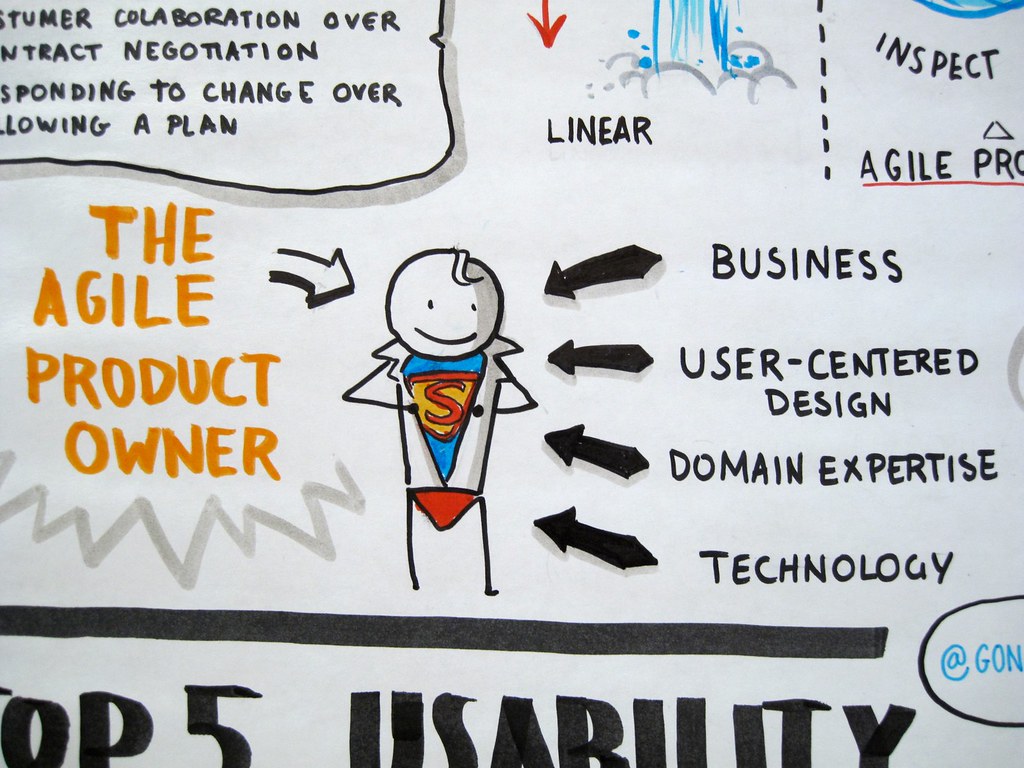 STUMER COLABORATION OVER
NTRACT NEGOTIATION
SPONDING TO CHANGE OVER
LLOWING A PLAN
LINEAR
INSPECT
AGILE PRO
THE
AGILE
PRODUCT
OWNER
S
BUSINESS
USER-CENTERED
DESIGN
DOMAIN EXPERTISE
TECHNOLOGY
@GON
TOP 5 USABILITY